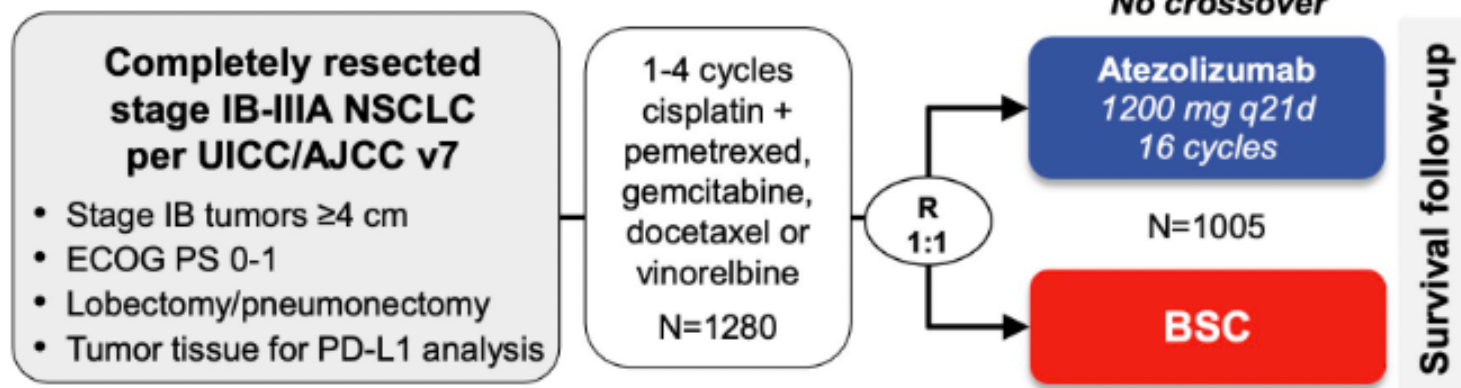 Completely resected
stage IB-IIIA NSCLC
per UICC/AJCC v7
• Stage IB tumors ≥4 cm
• ECOG PS 0-1
• Lobectomy/pneumonectomy
• Tumor tissue for PD-L1 analysis
1-4 cycles
cisplatin +
pemetrexed,
gemcitabine,
docetaxel or
vinorelbine
N=1280
R
1:1
No crossover
Atezolizumab
1200 mg q21d
16 cycles
N=1005
BSC
Survival follow-up